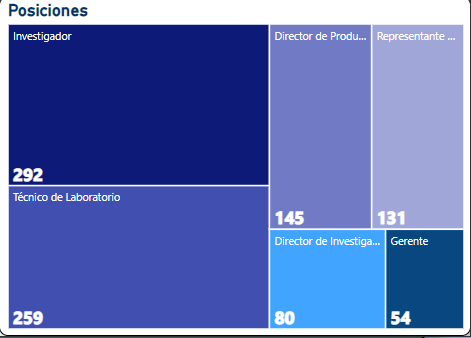 Posiciones
Investigador
292
Técnico de Laboratorio
259
Director de Produ...
145
Representante ...
131
Director de Investiga...
80
Gerente
54